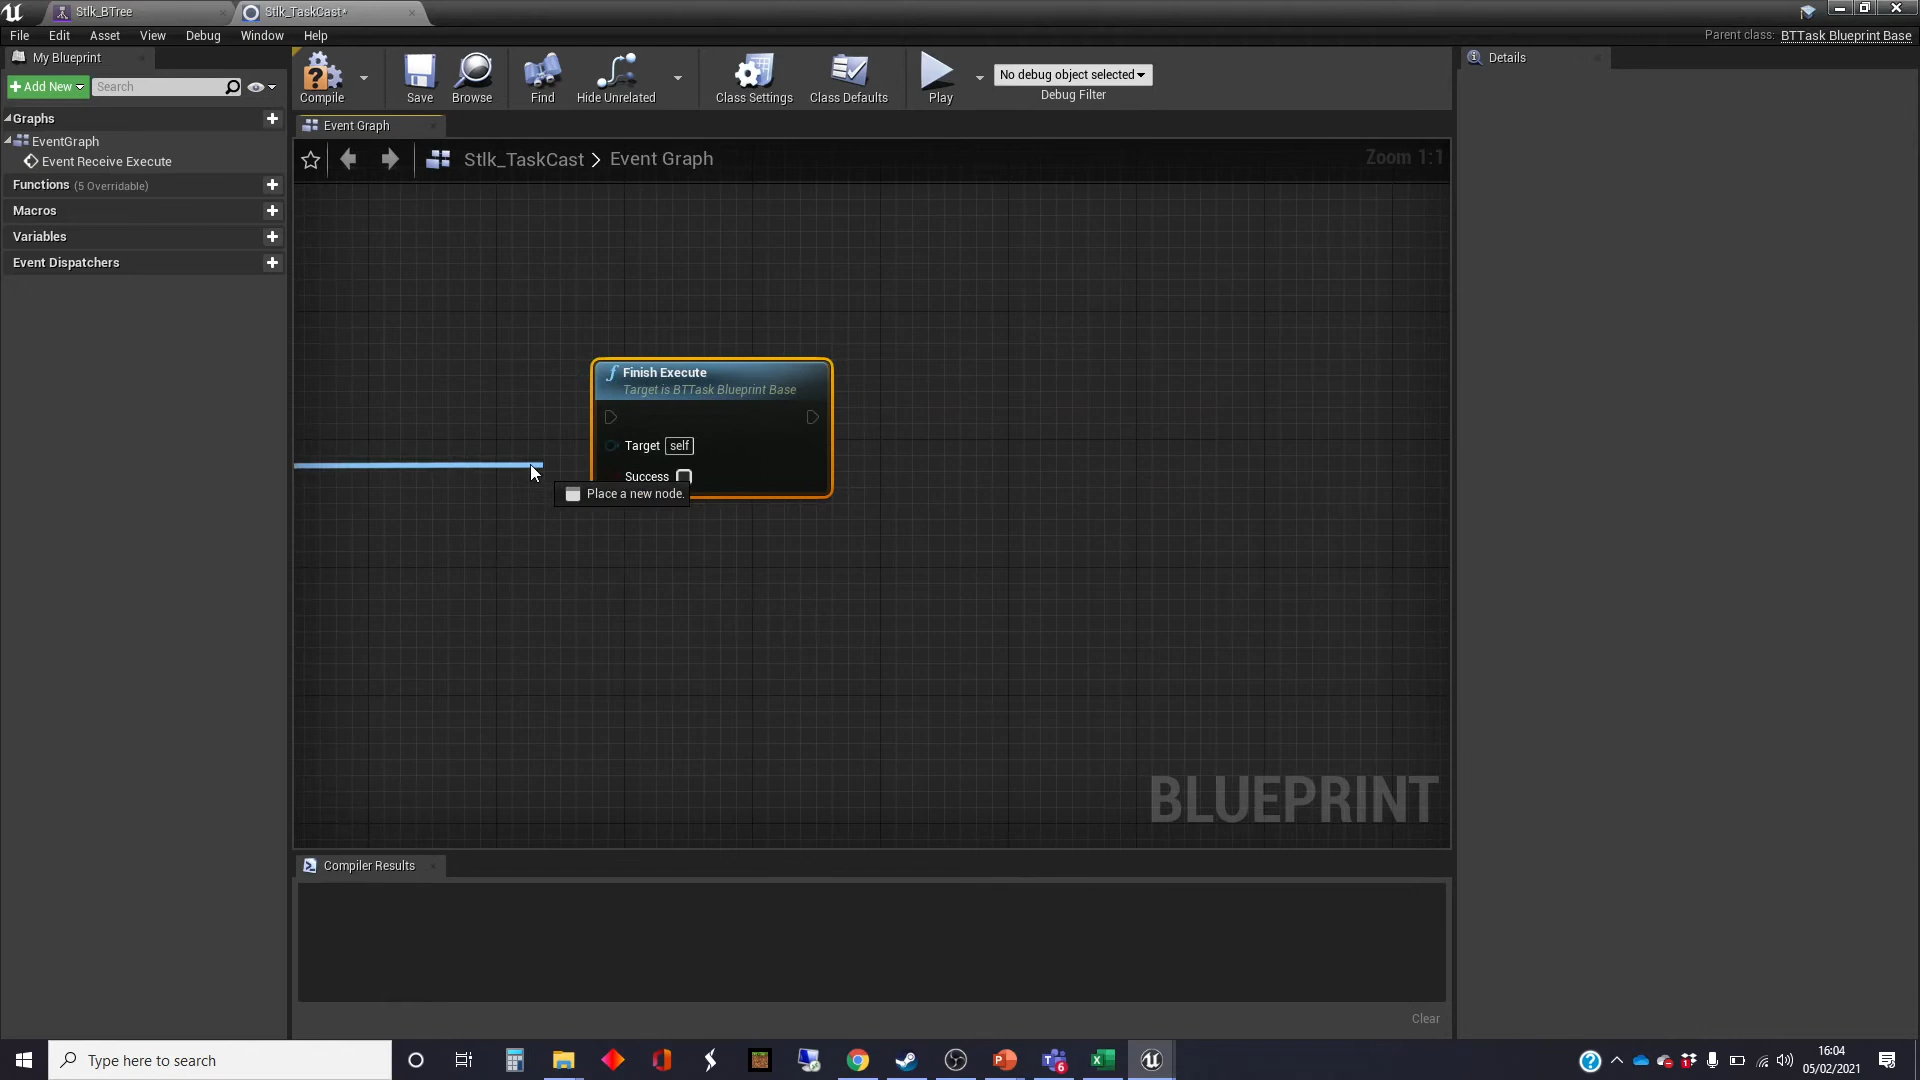 Stlk_BTree
Stlk_TaskCast*
File Edit Asset View Debug Window Help
Parent class: BTTask Blueprint Base
My Blueprint
Add New
Search
Graphs
EventGraph
Event Receive Execute
Functions (5 Overridable)
Macros
Variables
Event Dispatchers
Compile
Save
Browse
Find
Hide Unrelated
Class Settings
Class Defaults
Play
No debug object selected
Debug Filter
Details
Event Graph
Stlk_TaskCast > Event Graph
Zoom 1:1
f Finish Execute
Target is BTTask Blueprint Base
Target self
Success
Place a new node.
BLUEPRINT
Compiler Results
Clear
Type here to search
6
1
16:04
05/02/2021